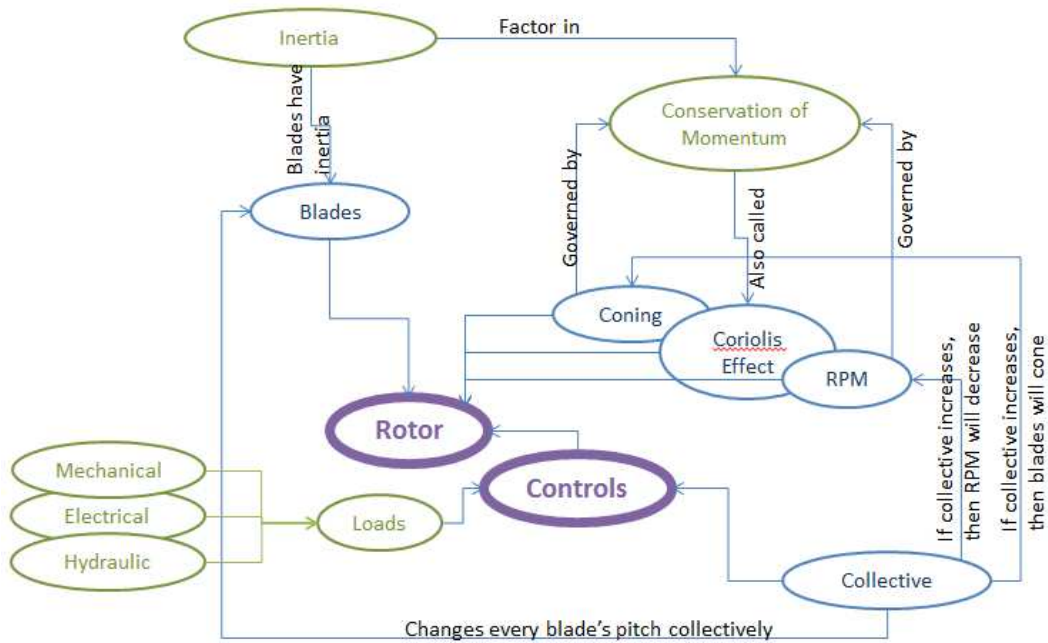 Inertia
Factor in
Blades have
inertia
Conservation of
Momentum
Blades
Governed by
Also called
Governed by
Coning
Coriolis
Effect
RPM
If collective increases,
then RPM will decrease
If collective increases,
then blades will cone
Rotor
Controls
Mechanical
Electrical
Hydraulic
Loads
Collective
Changes every blade's pitch collectively